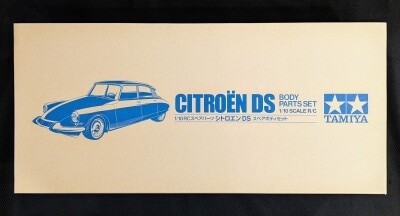 CITROËN DS BODY PARTS SET
1/10 SCALE R/C
1/10 RCスペアパーツ シトロエン DS スペアボディセット
TAMIYA